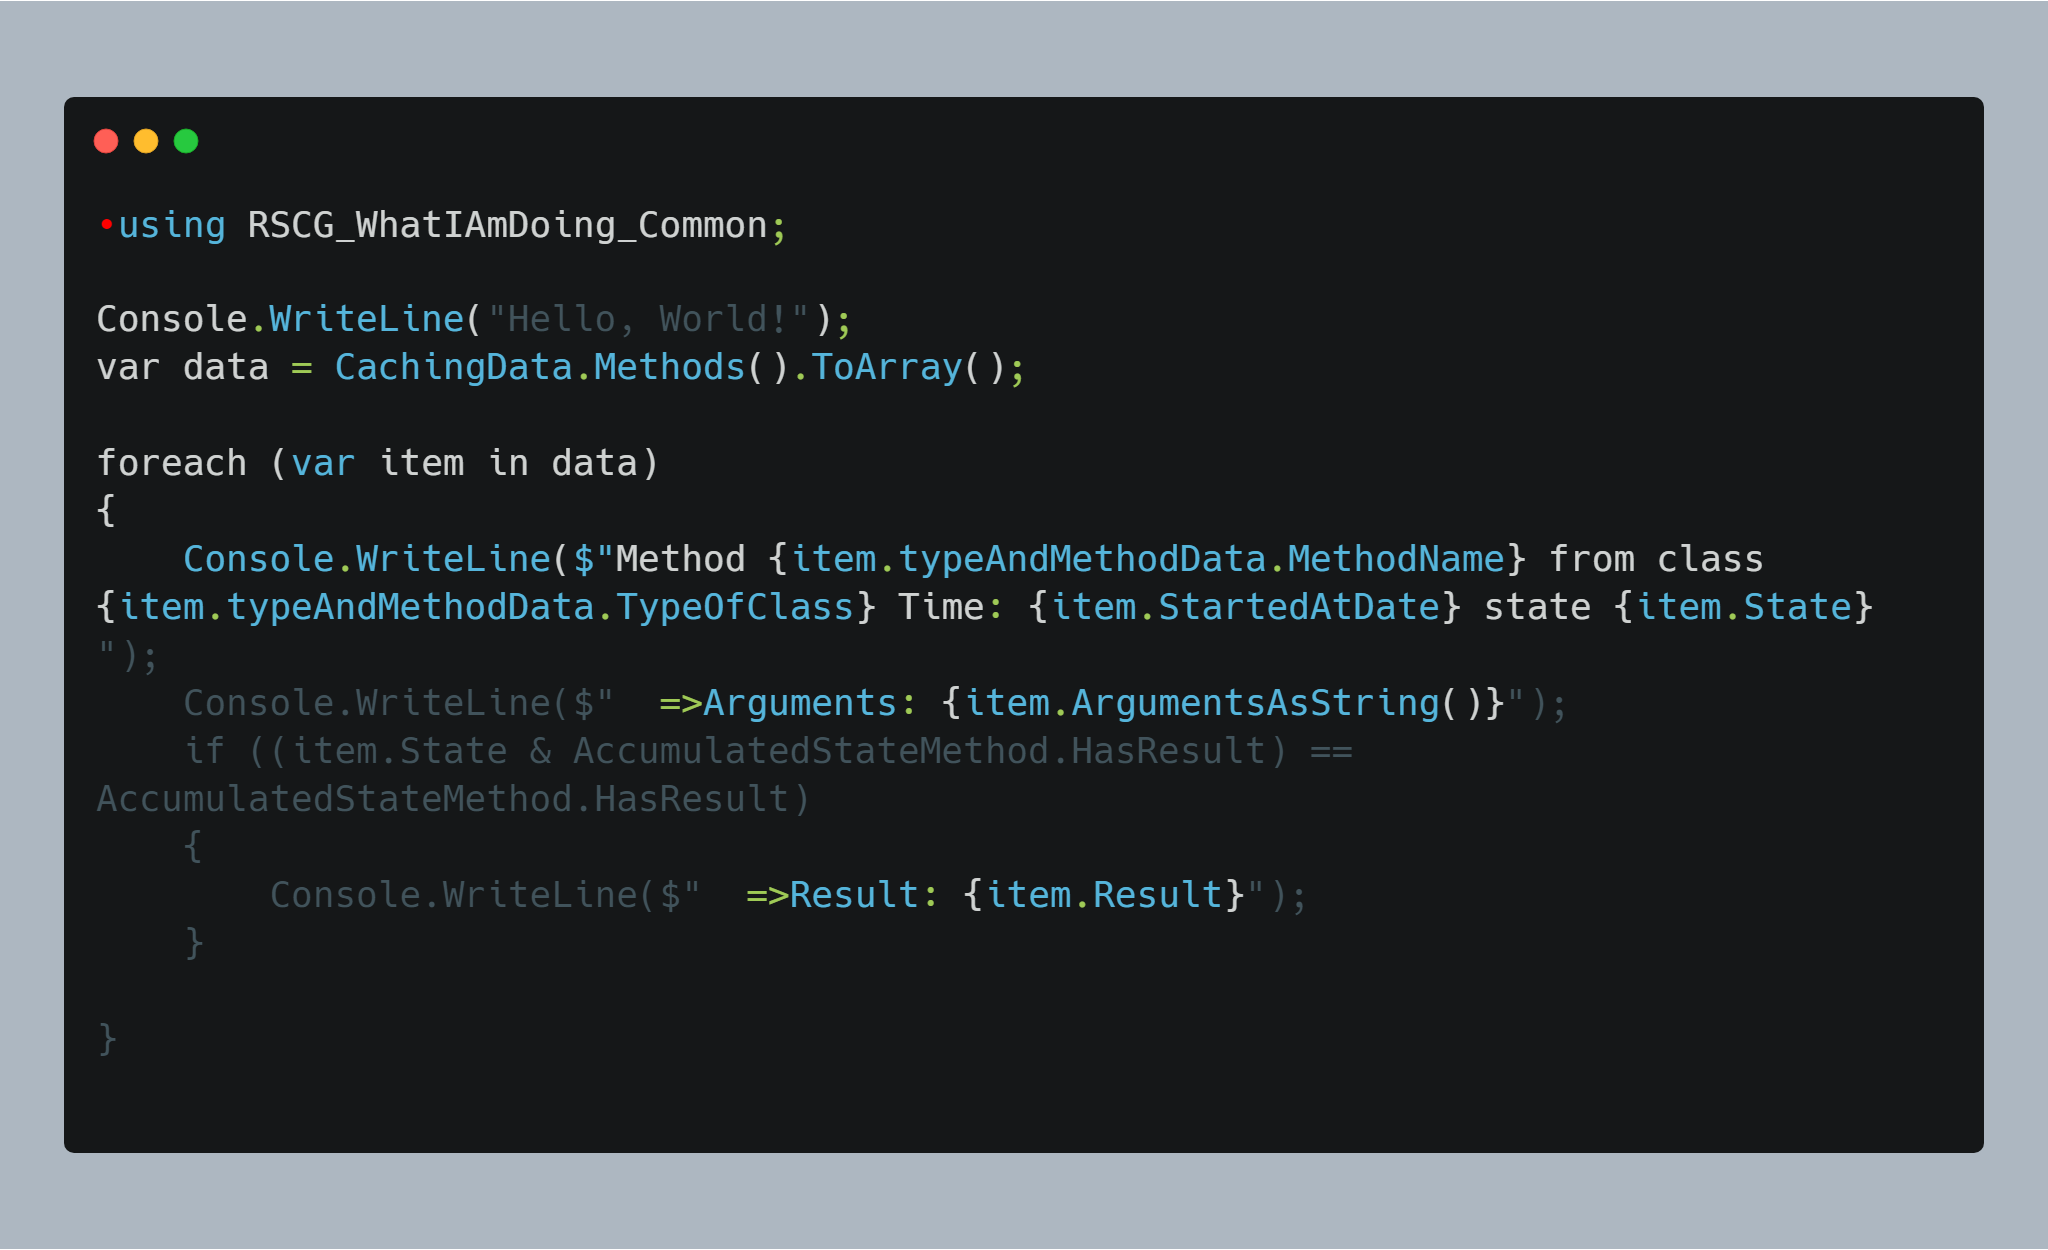 •using RSCG_WhatIAmDoing_Common;

Console.WriteLine("Hello, World!");
var data = CachingData.Methods().ToArray();

foreach (var item in data)
{
    Console.WriteLine($"Method {item.typeAndMethodData.MethodName} from class
{item.typeAndMethodData.TypeOfClass} Time: {item.StartedAtDate} state {item.State}
");
    Console.WriteLine($"  =>Arguments: {item.ArgumentsAsString()}");
    if ((item.State & AccumulatedStateMethod.HasResult) ==
AccumulatedStateMethod.HasResult)
    {
        Console.WriteLine($"  =>Result: {item.Result}");
    }

}